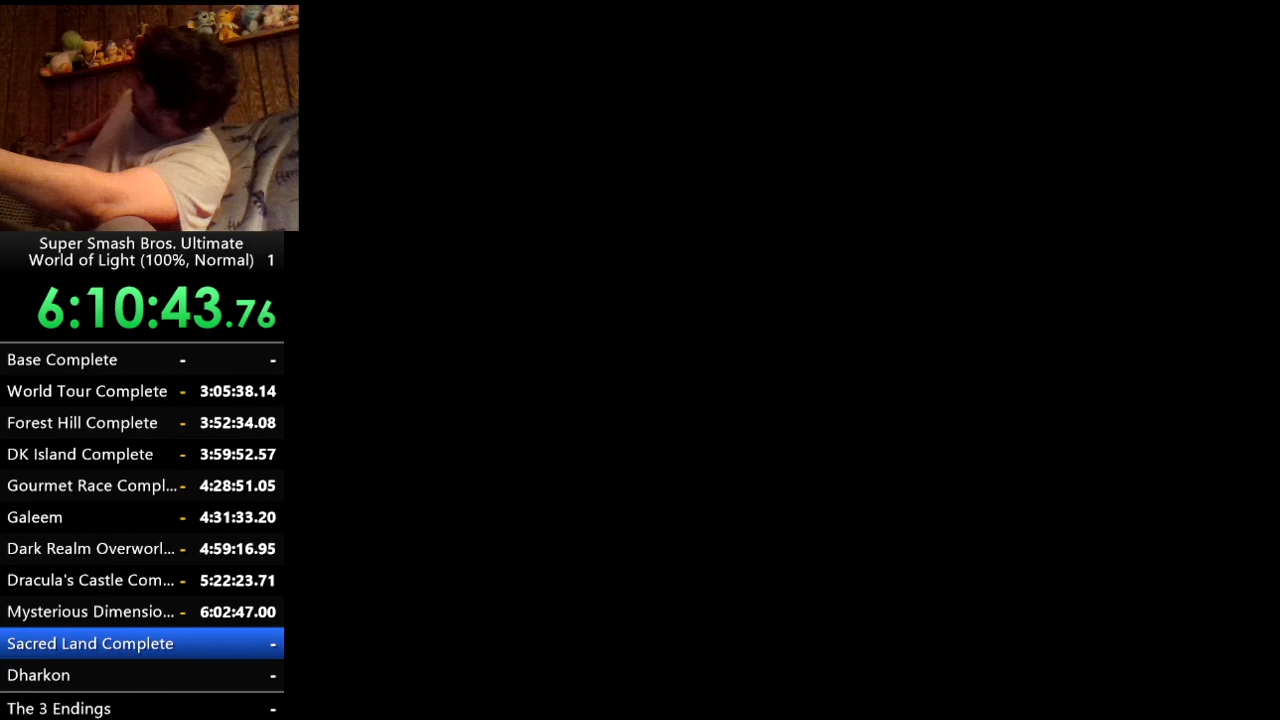 Super Smash Bros. Ultimate
World of Light (100%, Normal) 1
6:10:43.76
Base Complete - -
World Tour Complete - 3:05:38.14
Forest Hill Complete - 3:52:34.08
DK Island Complete - 3:59:52.57
Gourmet Race Compl... - 4:28:51.05
Galeem - 4:31:33.20
Dark Realm Overworl... - 4:59:16.95
Dracula's Castle Com... - 5:22:23.71
Mysterious Dimensio... - 6:02:47.00
Sacred Land Complete -
Dharkon -
The 3 Endings -